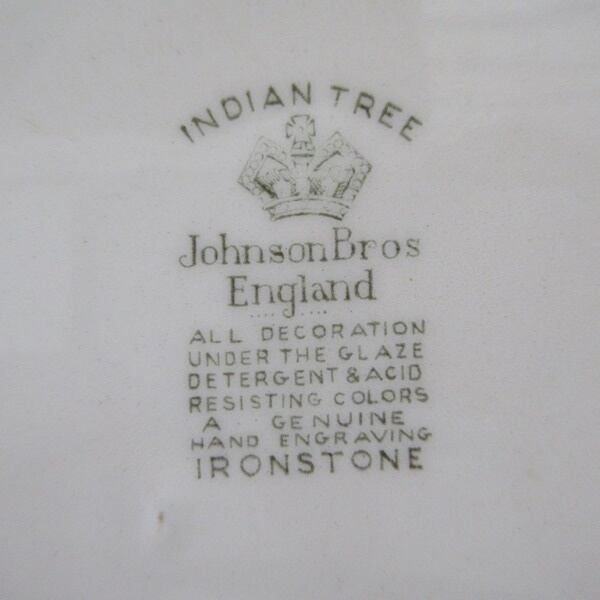 INDIAN TREE
Johnson Bros
England
ALL DECORATION
UNDER THE GLAZE
DETERGENT & ACID
RESISTING COLORS
A GENUINE
HAND ENGRAVING
IRONSTONE